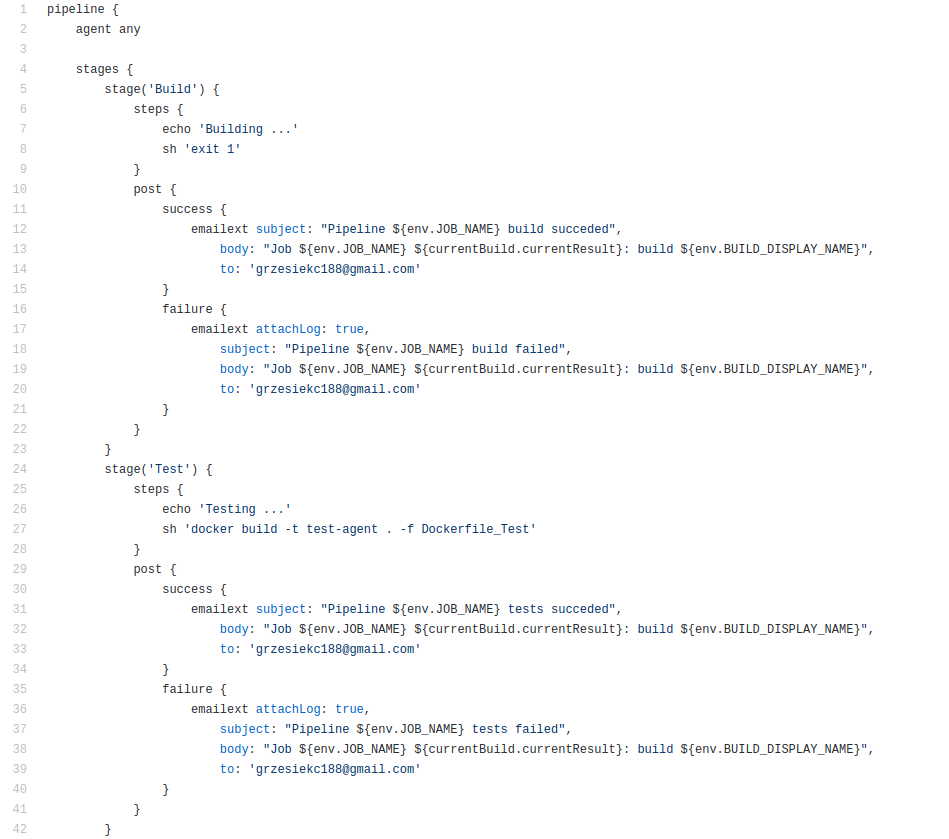 1 pipeline {
2     agent any
3
4     stages {
5         stage('Build') {
6             steps {
7                 echo 'Building ...'
8                 sh 'exit 1'
9             }
10             post {
11                 success {
12                     emailext subject: "Pipeline ${env.JOB_NAME} build succeded",
13                         body: "Job ${env.JOB_NAME} ${currentBuild.currentResult}: build ${env.BUILD_DISPLAY_NAME}",
14                         to: 'grzesiekc188@gmail.com'
15                 }
16                 failure {
17                     emailext attachLog: true,
18                         subject: "Pipeline ${env.JOB_NAME} build failed",
19                         body: "Job ${env.JOB_NAME} ${currentBuild.currentResult}: build ${env.BUILD_DISPLAY_NAME}",
20                         to: 'grzesiekc188@gmail.com'
21                 }
22             }
23         }
24         stage('Test') {
25             steps {
26                 echo 'Testing ...'
27                 sh 'docker build -t test-agent . -f Dockerfile_Test'
28             }
29             post {
30                 success {
31                     emailext subject: "Pipeline ${env.JOB_NAME} tests succeded",
32                         body: "Job ${env.JOB_NAME} ${currentBuild.currentResult}: build ${env.BUILD_DISPLAY_NAME}",
33                         to: 'grzesiekc188@gmail.com'
34                 }
35                 failure {
36                     emailext attachLog: true,
37                         subject: "Pipeline ${env.JOB_NAME} tests failed",
38                         body: "Job ${env.JOB_NAME} ${currentBuild.currentResult}: build ${env.BUILD_DISPLAY_NAME}",
39                         to: 'grzesiekc188@gmail.com'
40                 }
41             }
42         }